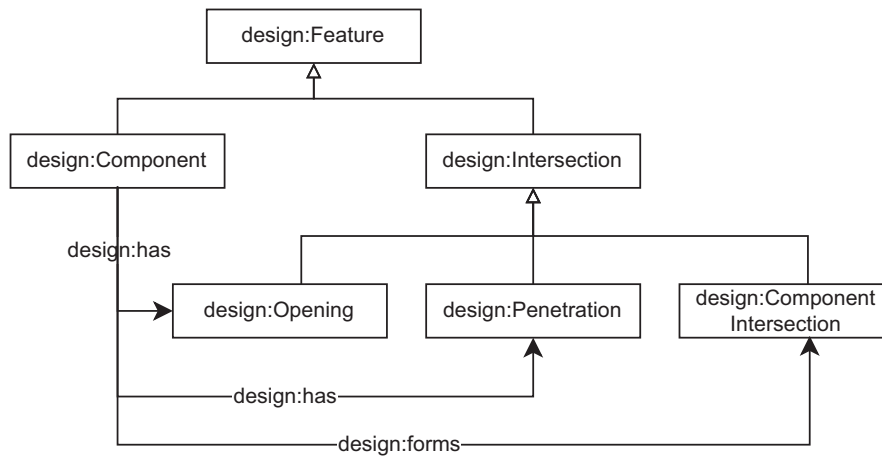 design:Feature
design:Component
design:Intersection
design:has
design:Opening
design:Penetration
design:Component
Intersection
design:has
design:forms